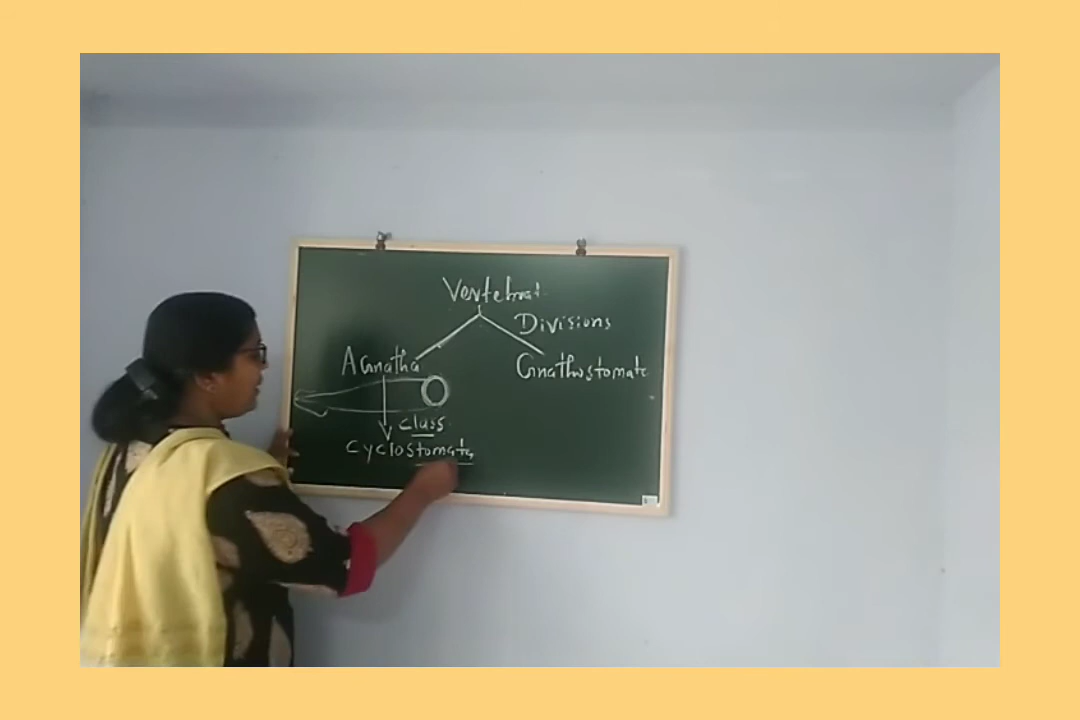 Vertebrat
Divisions
Agnatha
Gnathostomate
class
Cyclostomata